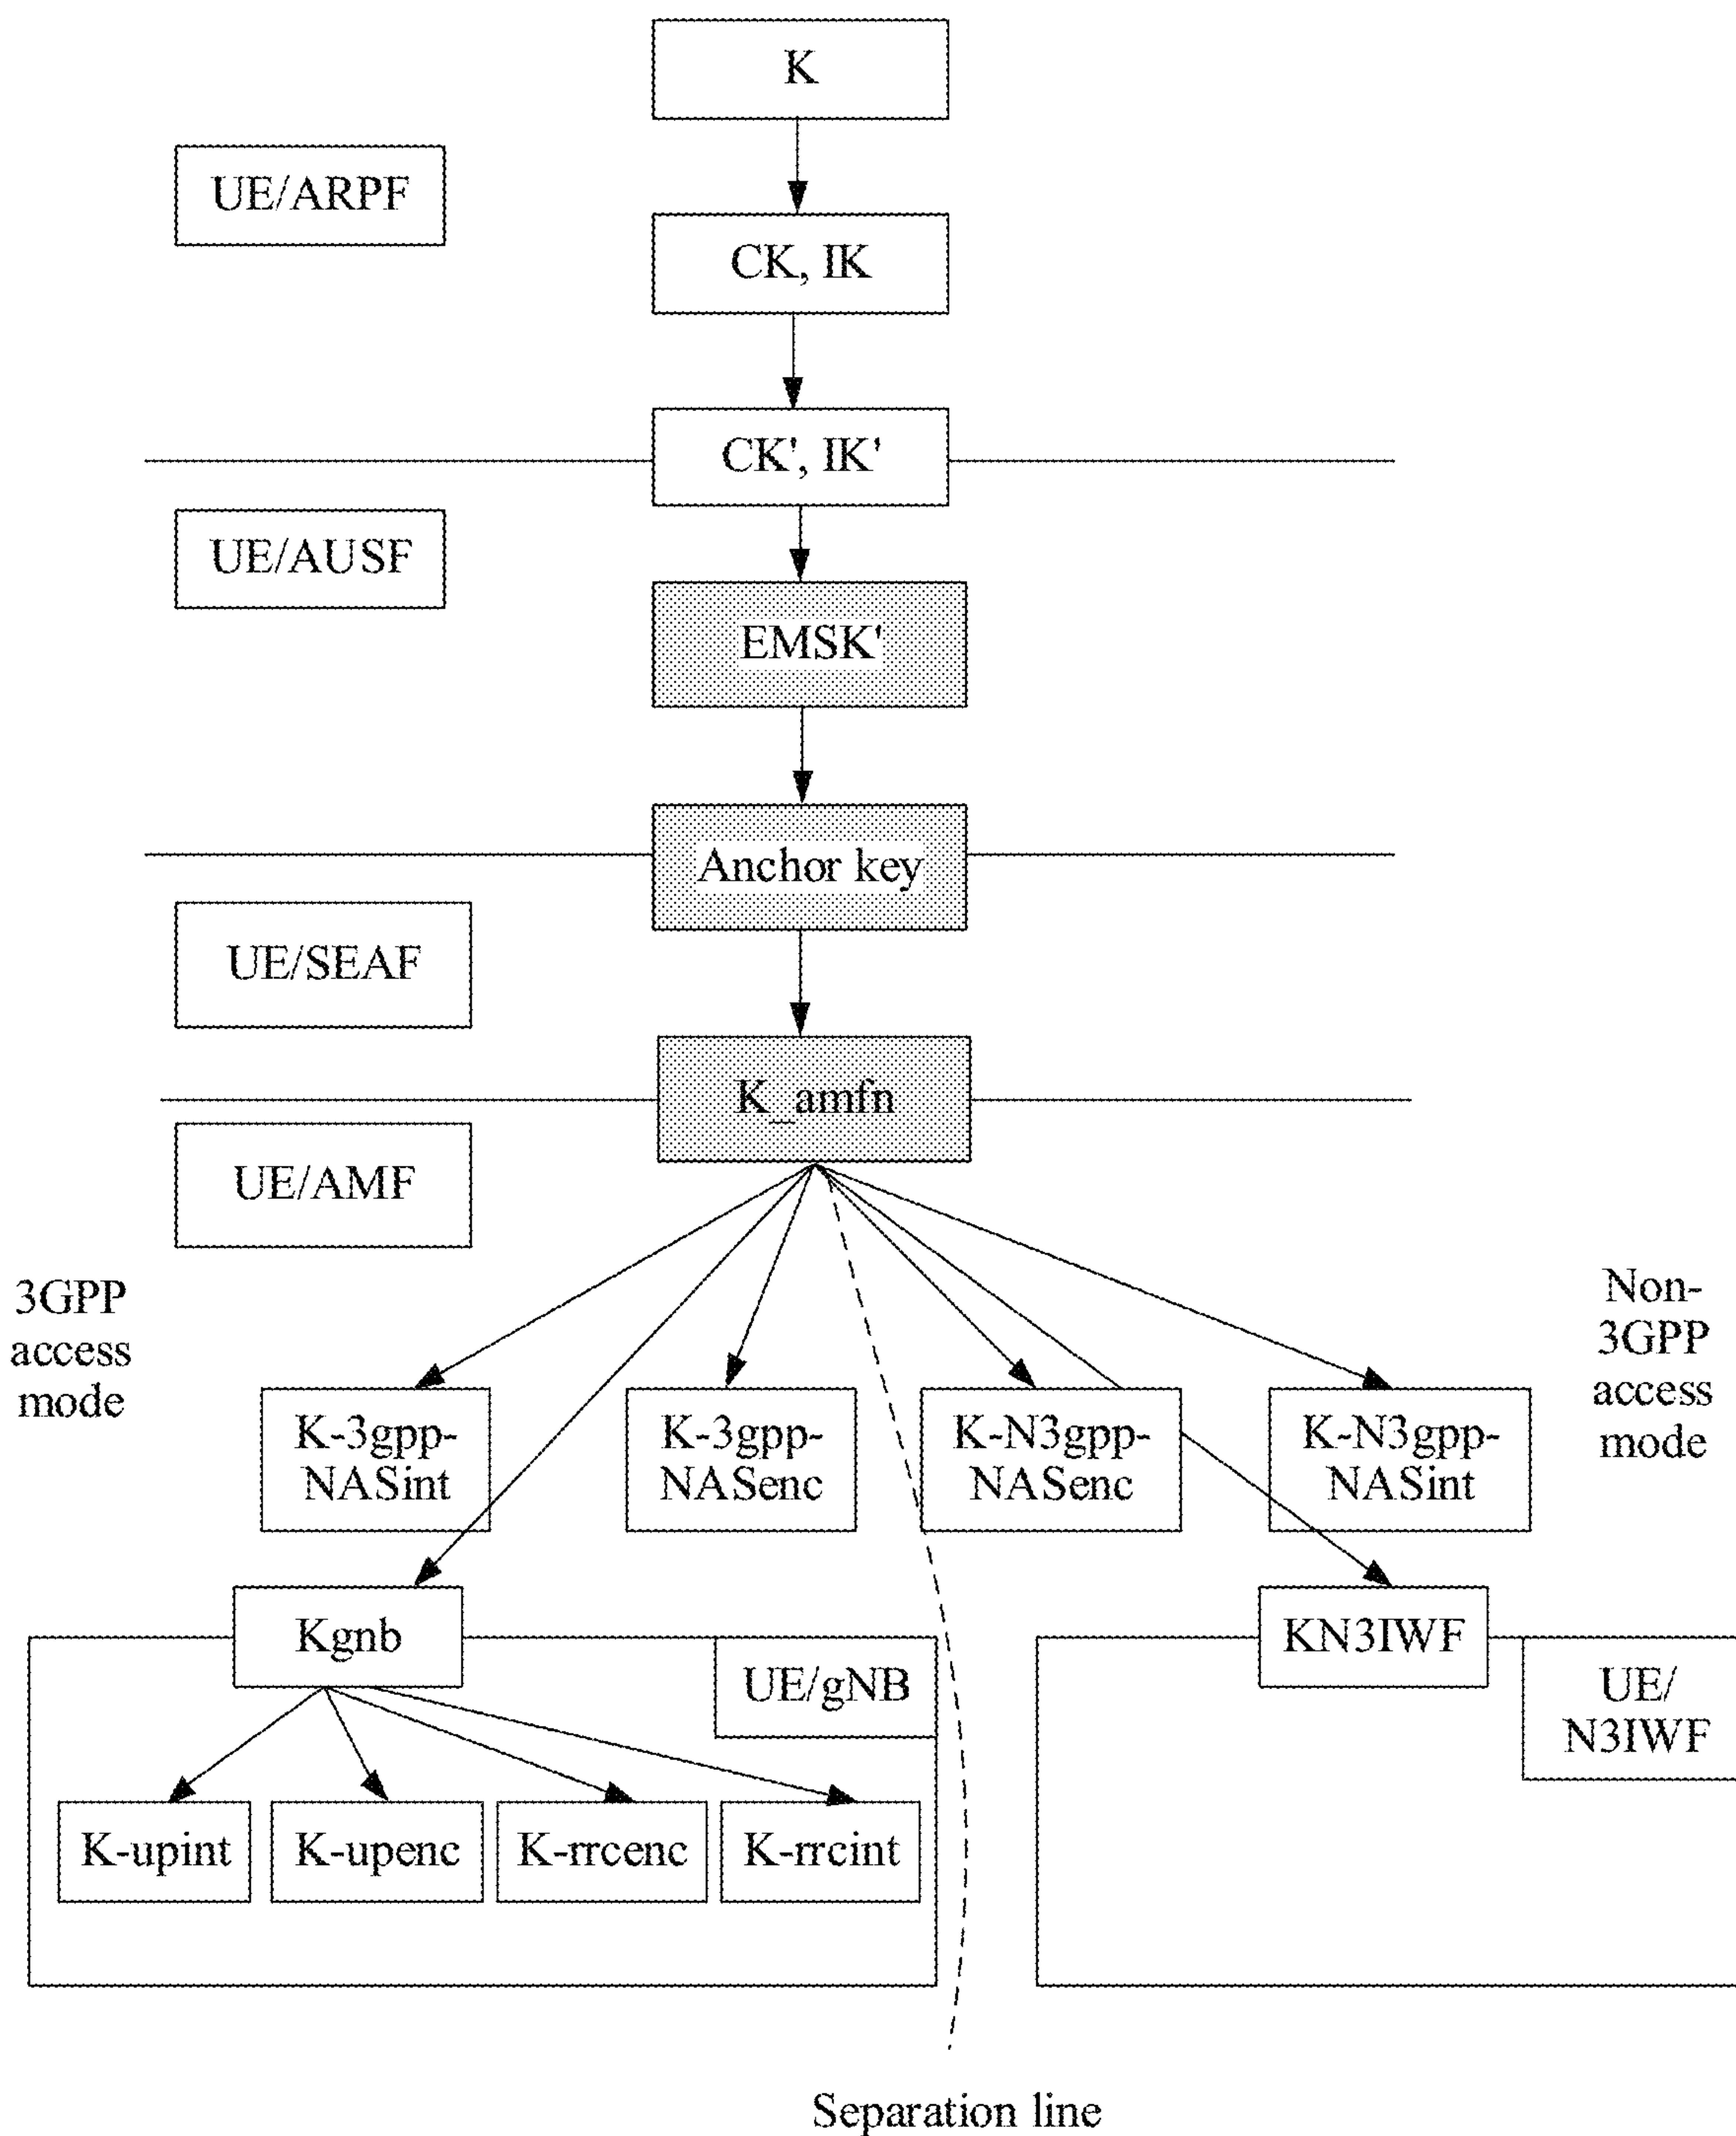 K
UE/ARPF
CK, IK
CK', IK'
UE/AUSF
EMSK'
Anchor key
UE/SEAF
K_amfn
UE/AMF
3GPP
access
mode
Non-
3GPP
access
mode
K-3gpp-
NASint
K-3gpp-
NASenc
K-N3gpp-
NASenc
K-N3gpp-
NASint
Kgnb
UE/gNB
KN3IWF
UE/
N3IWF
K-upint
K-upenc
K-rrcenc
K-rrcint
Separation line